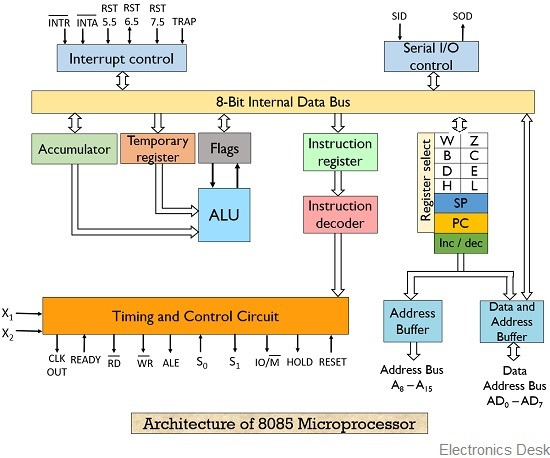 RST RST RST
INTR INTA 5.5 6.5 7.5 TRAP
SID SOD
Interrupt control
Serial I/O
control
8-Bit Internal Data Bus
Accumulator
Temporary
register
Flags
ALU
Instruction
register
Instruction
decoder
Register select
W Z
B C
D E
H L
SP
PC
Inc / dec
X1
X2
Timing and Control Circuit
CLK
OUT
READY
RD
WR
ALE
S0
S1
IO/M
HOLD
RESET
Address
Buffer
Data and
Address
Buffer
Address Bus
A8 – A15
Data
Address Bus
AD0 – AD7
Architecture of 8085 Microprocessor
Electronics Desk